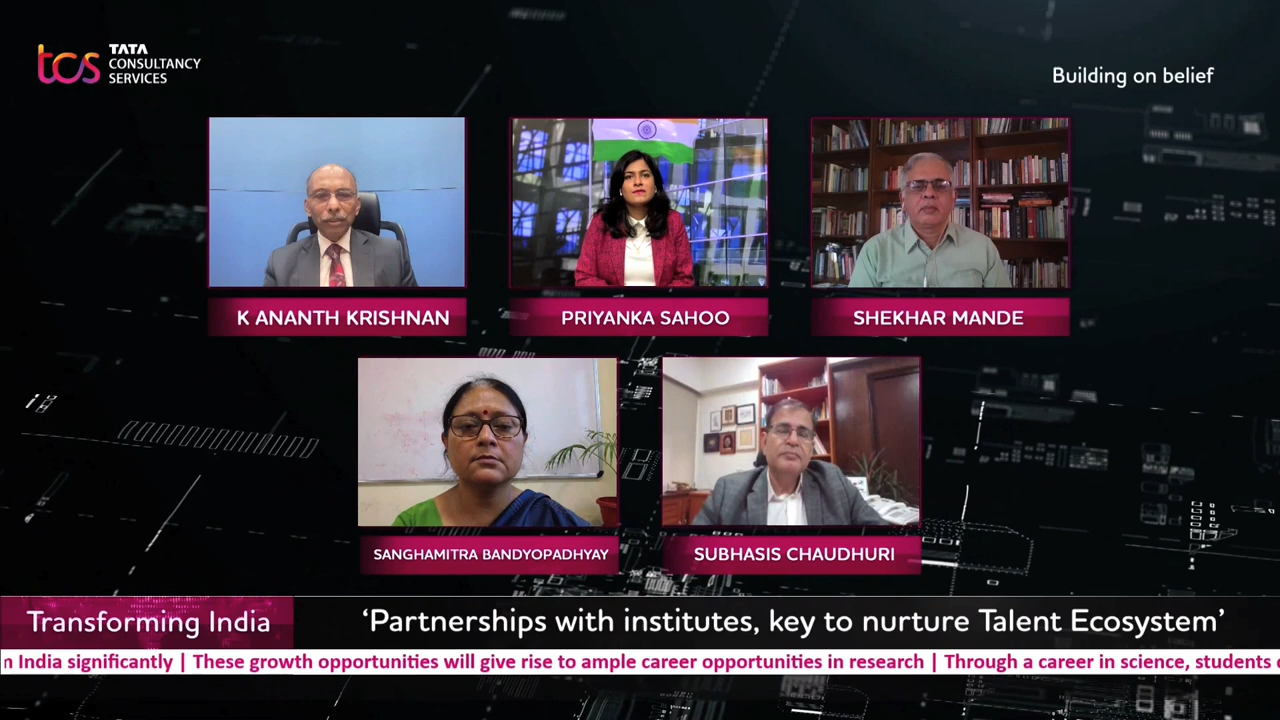 tcs TATA
CONSULTANCY
SERVICES
Building on belief
K ANANTH KRISHNAN
PRIYANKA SAHOO
SHEKHAR MANDE
SANGHAMITRA BANDYOPADHYAY
SUBHASIS CHAUDHURI
Transforming India
‘Partnerships with institutes, key to nurture Talent Ecosystem’
n India significantly | These growth opportunities will give rise to ample career opportunities in research | Through a career in science, students